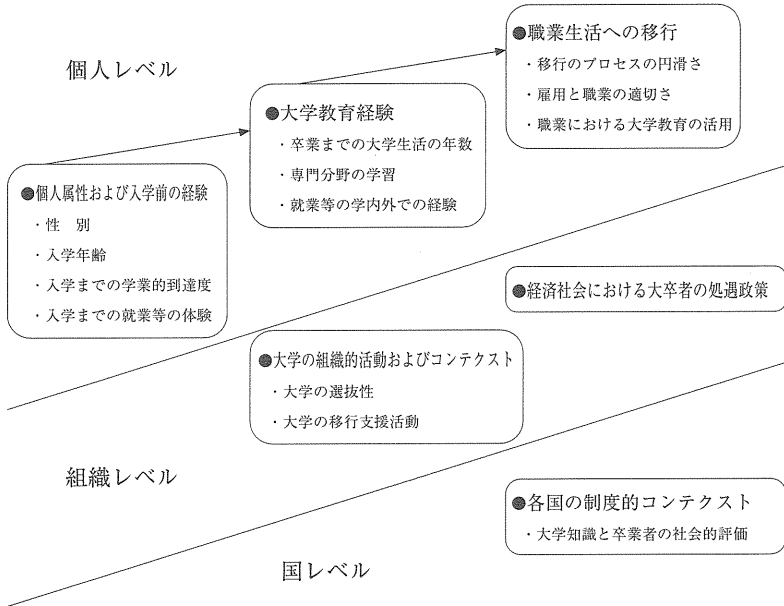 個人レベル
●個人属性および入学前の経験
・性　別
・入学年齢
・入学までの学業的到達度
・入学までの就業等の体験
●大学教育経験
・卒業までの大学生活の年数
・専門分野の学習
・就業等の学内外での経験
●職業生活への移行
・移行のプロセスの円滑さ
・雇用と職業の適切さ
・職業における大学教育の活用
組織レベル
●大学の組織的活動およびコンテクスト
・大学の選抜性
・大学の移行支援活動
●経済社会における大卒者の処遇政策
国レベル
●各国の制度的コンテクスト
・大学知識と卒業者の社会的評価